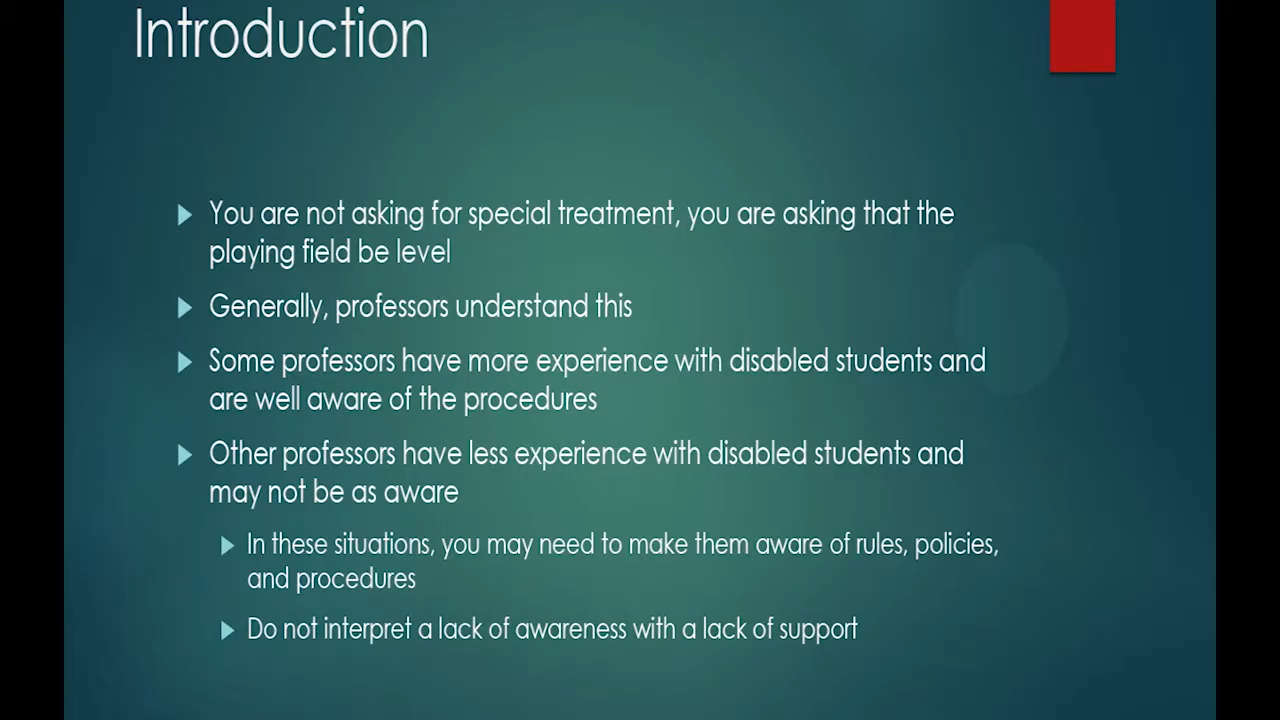 Introduction
You are not asking for special treatment, you are asking that the
playing field be level
Generally, professors understand this
Some professors have more experience with disabled students and
are well aware of the procedures
Other professors have less experience with disabled students and
may not be as aware
In these situations, you may need to make them aware of rules, policies,
and procedures
Do not interpret a lack of awareness with a lack of support